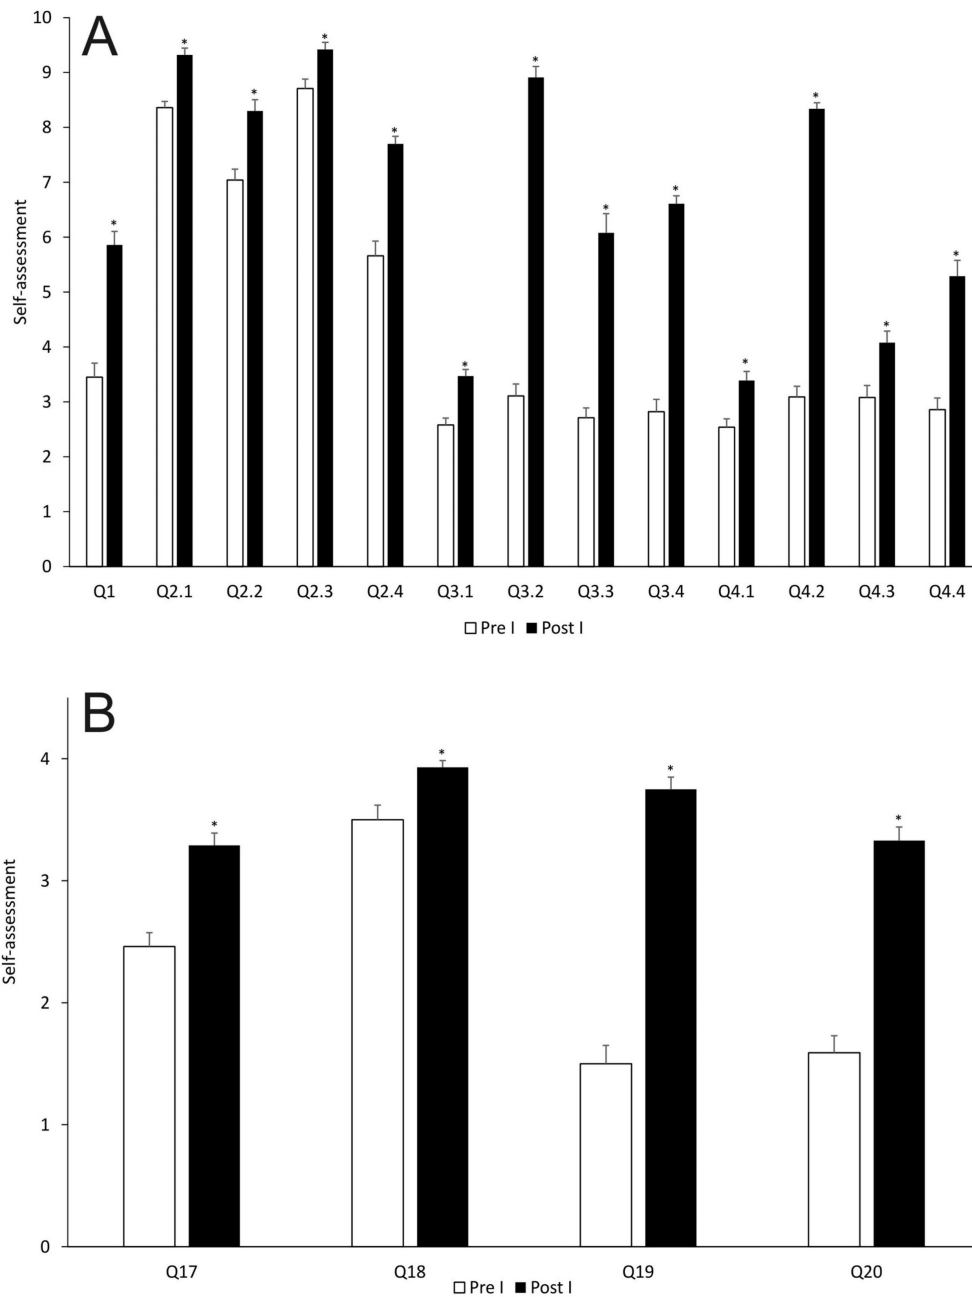 A
10
9
8
7
6
5
4
3
2
1
0
Self-assessment
* * * * * * * * * * * * *
Q1 Q2.1 Q2.2 Q2.3 Q2.4 Q3.1 Q3.2 Q3.3 Q3.4 Q4.1 Q4.2 Q4.3 Q4.4
Pre I Post I
B
4
3
2
1
0
Self-assessment
* * * *
Q17 Q18 Q19 Q20
Pre I Post I